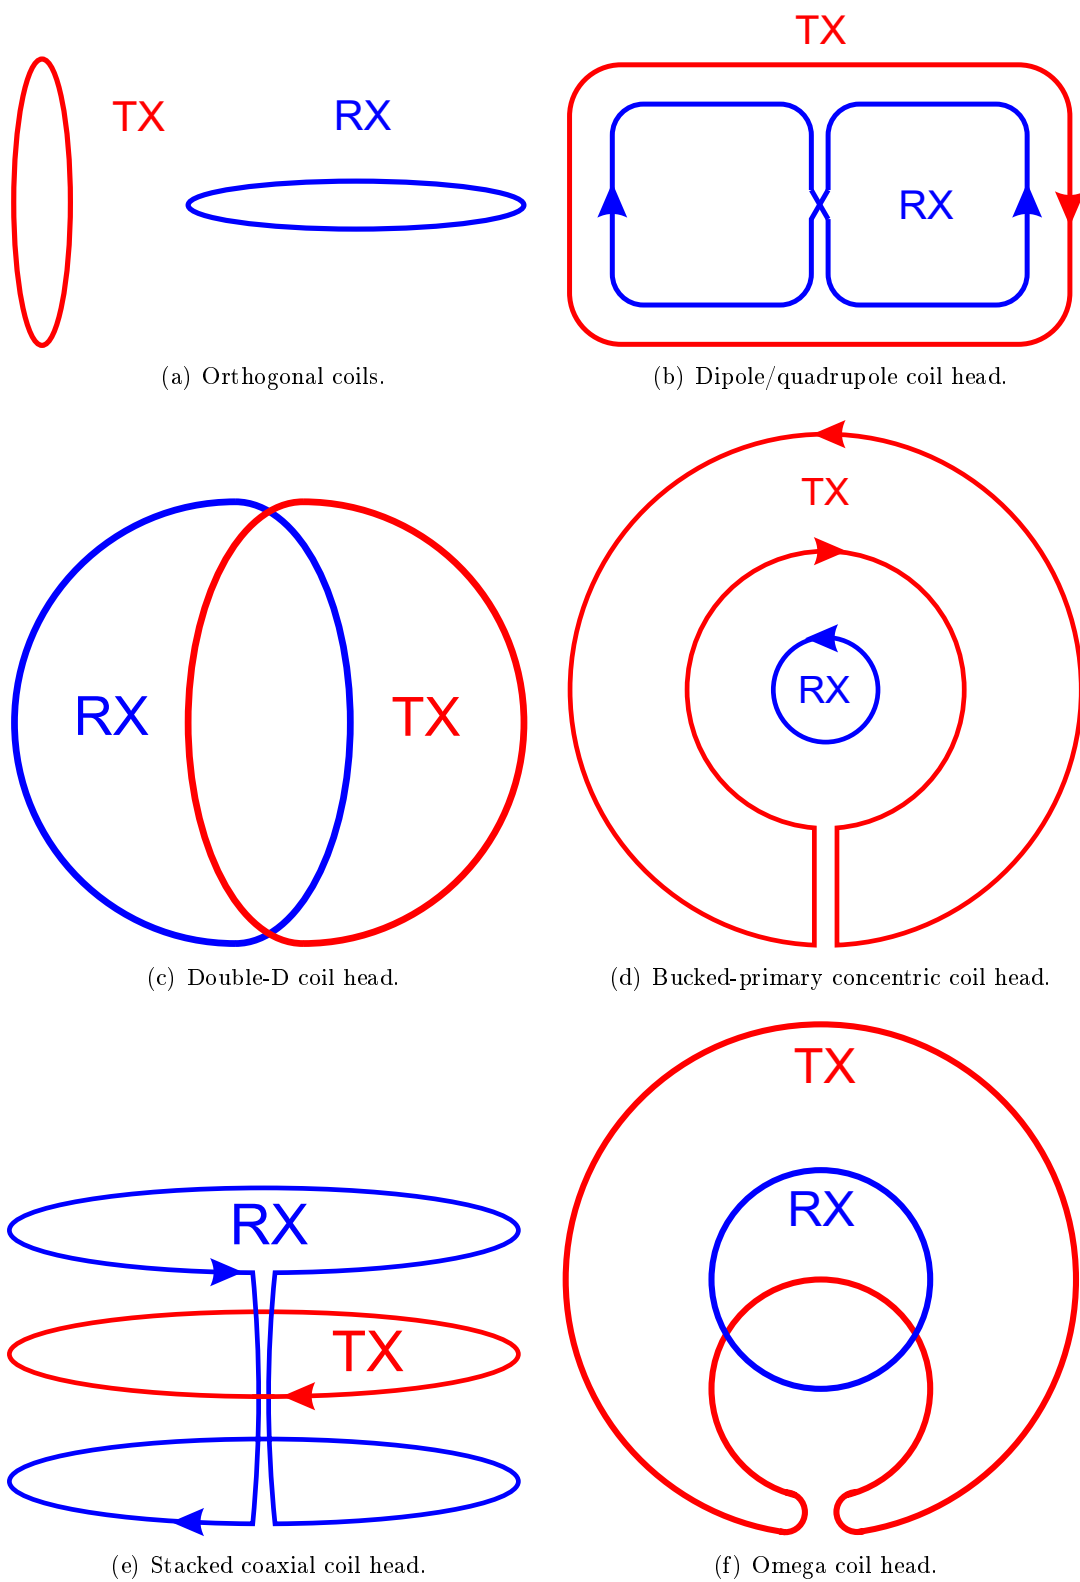 TX
RX
(a) Orthogonal coils.
TX
RX
(b) Dipole/quadrupole coil head.
RX
TX
(c) Double-D coil head.
TX
RX
(d) Bucked-primary concentric coil head.
RX
TX
(e) Stacked coaxial coil head.
TX
RX
(f) Omega coil head.